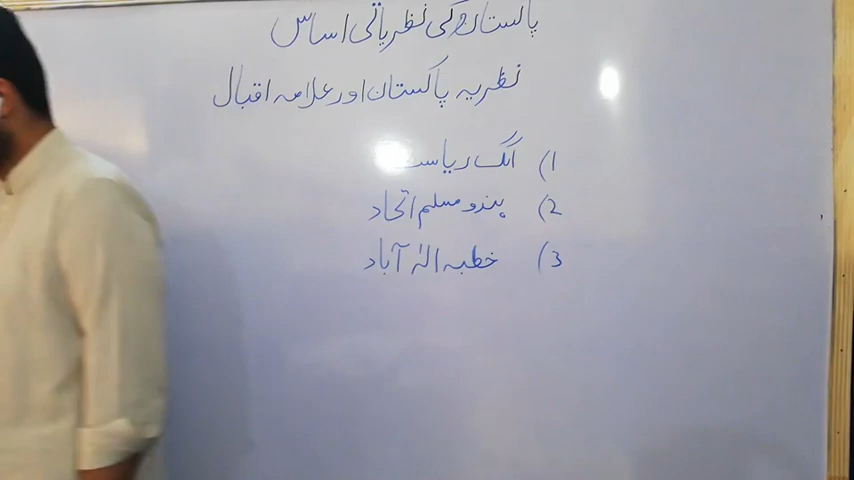 پاکستان کی نظریاتی اساس
نظریہ پاکستان اور علامہ اقبال
1) الگ ریاست
2) ہندو مسلم اتحاد
3) خطبہ الہٰ آباد